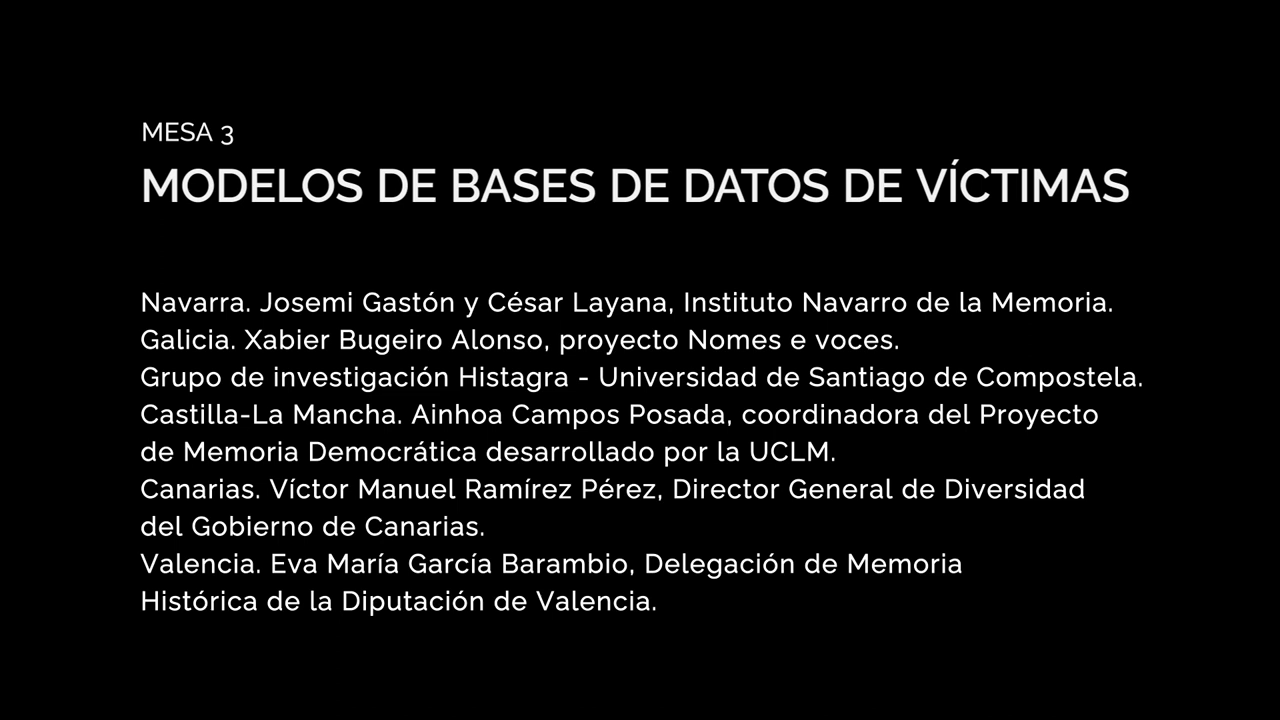 MESA 3
MODELOS DE BASES DE DATOS DE VÍCTIMAS
Navarra. Josemi Gastón y César Layana, Instituto Navarro de la Memoria.
Galicia. Xabier Bugeiro Alonso, proyecto Nomes e voces.
Grupo de investigación Histagra - Universidad de Santiago de Compostela.
Castilla-La Mancha. Ainhoa Campos Posada, coordinadora del Proyecto
de Memoria Democrática desarrollado por la UCLM.
Canarias. Víctor Manuel Ramírez Pérez, Director General de Diversidad
del Gobierno de Canarias.
Valencia. Eva María García Barambio, Delegación de Memoria
Histórica de la Diputación de Valencia.